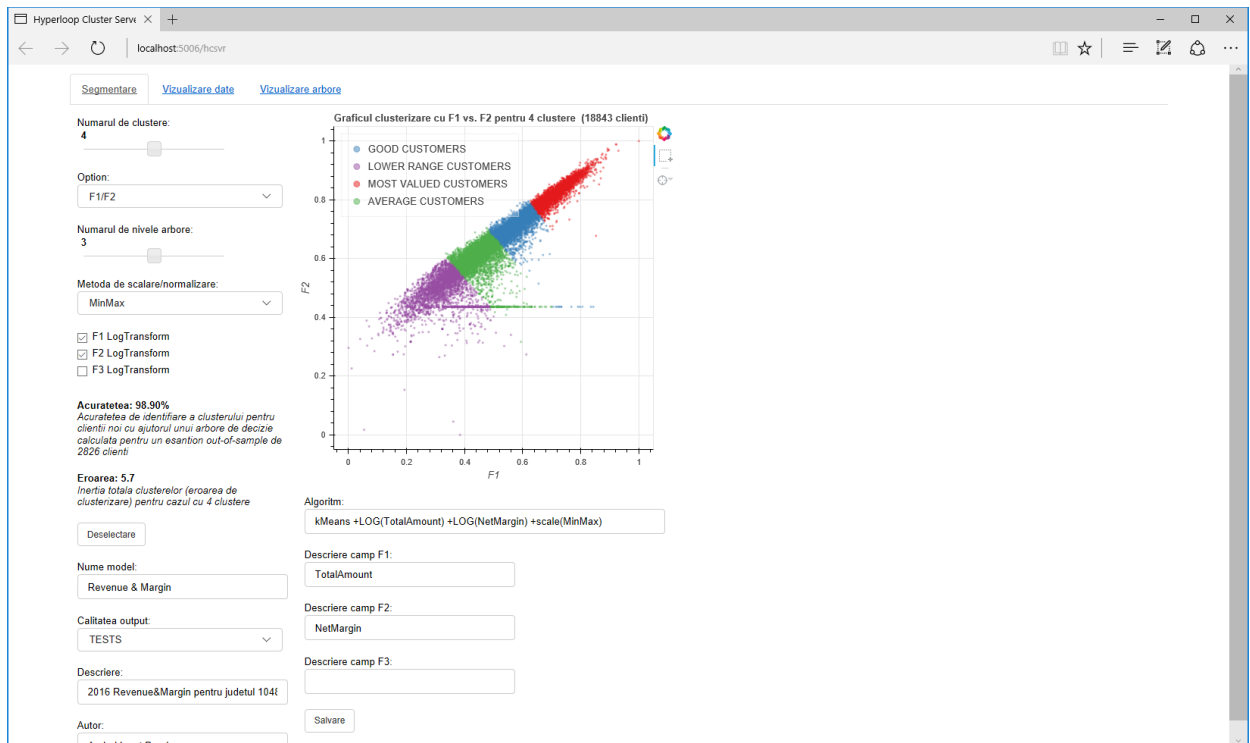 Hyperloop Cluster Serve
localhost:5006/hcsvr
Segmentare
Vizualizare date
Vizualizare arbore
Numarul de clustere:
4
Option:
F1/F2
Numarul de nivele arbore:
3
Metoda de scalare/normalizare:
MinMax
F1 LogTransform
F2 LogTransform
F3 LogTransform
Acuratetea: 98.90%
Acuratetea de identifiare a clusterului pentru
clientii noi cu ajutorul unui arbore de decizie
calculata pentru un esantion out-of-sample de
2826 clienti
Eroarea: 5.7
Inertia totala clusterelor (eroarea de
clusterizare) pentru cazul cu 4 clustere
Deselectare
Nume model:
Revenue & Margin
Calitatea output:
TESTS
Descriere:
2016 Revenue&Margin pentru judetul 1048
Autor:
Graficul clusterizare cu F1 vs. F2 pentru 4 clustere (18843 clienti)
GOOD CUSTOMERS
LOWER RANGE CUSTOMERS
MOST VALUED CUSTOMERS
AVERAGE CUSTOMERS
1
0.8
0.6
0.4
0.2
0
F2
0 0.2 0.4 0.6 0.8 1
F1
Algoritm:
kMeans +LOG(TotalAmount) +LOG(NetMargin) +scale(MinMax)
Descriere camp F1:
TotalAmount
Descriere camp F2:
NetMargin
Descriere camp F3:
Salvare